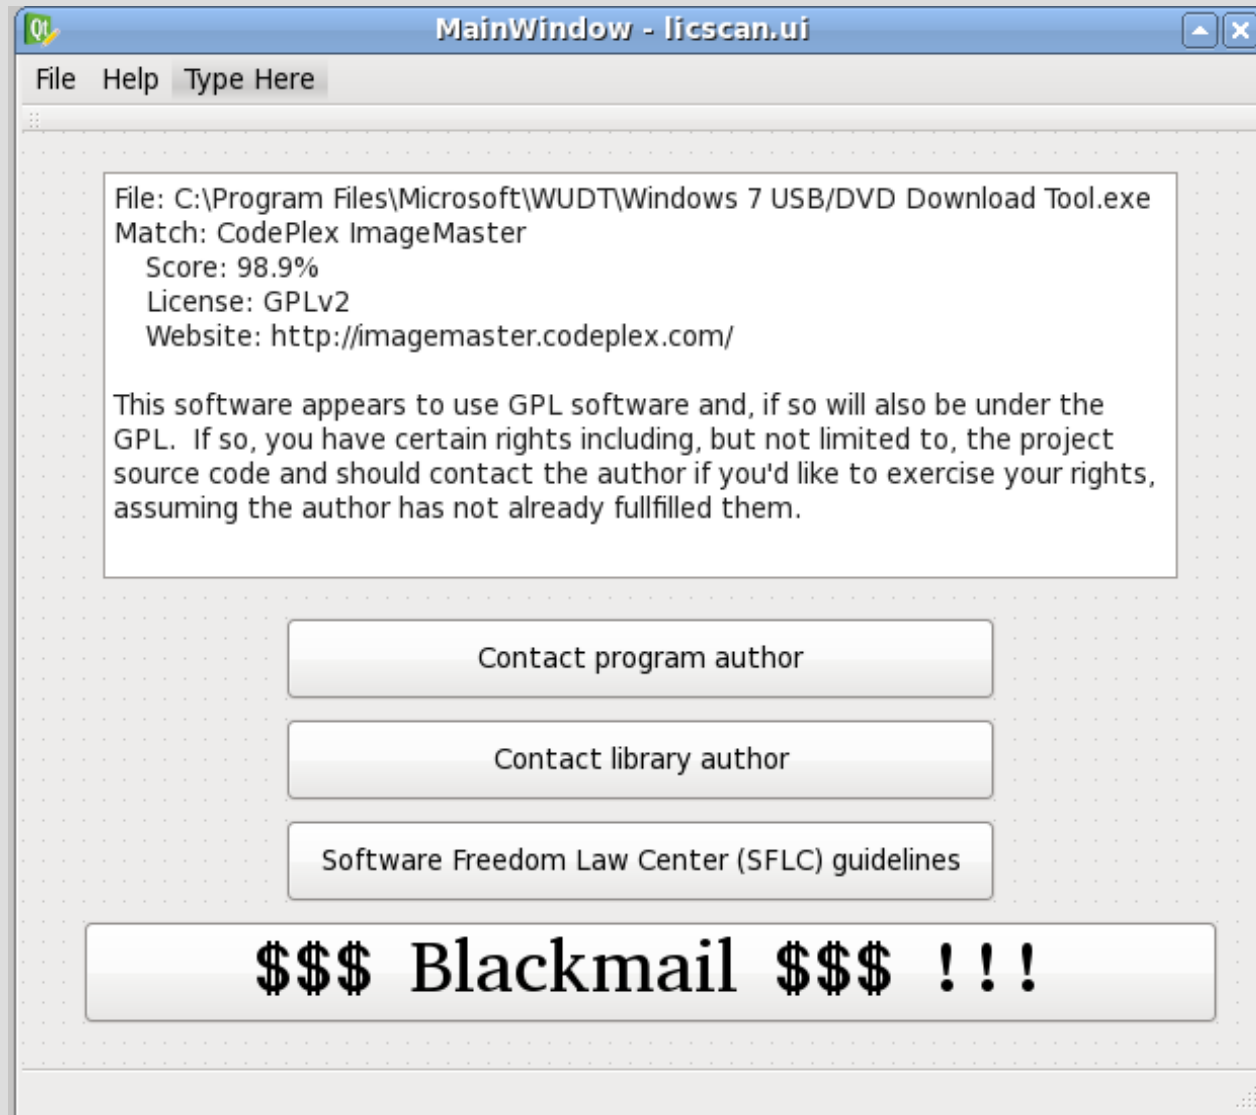 MainWindow - licscan.ui
File Help Type Here
File: C:\Program Files\Microsoft\WUDT\Windows 7 USB/DVD Download Tool.exe
Match: CodePlex ImageMaster
Score: 98.9%
License: GPLv2
Website: http://imagemaster.codeplex.com/
This software appears to use GPL software and, if so will also be under the
GPL.  If so, you have certain rights including, but not limited to, the project
source code and should contact the author if you'd like to exercise your rights,
assuming the author has not already fullfilled them.
Contact program author
Contact library author
Software Freedom Law Center (SFLC) guidelines
$$$ Blackmail $$$ !!!